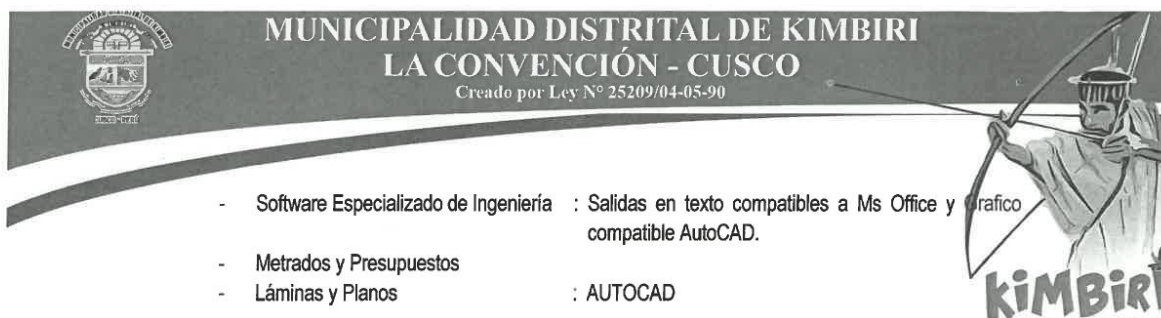 MUNICIPALIDAD DISTRITAL DE KIMBIRI
LA CONVENCIÓN - CUSCO
Creado por Ley N° 25209/04-05-90
- Software Especializado de Ingeniería : Salidas en texto compatibles a Ms Office y Grafico
compatible AutoCAD.
- Metrados y Presupuestos
- Láminas y Planos : AUTOCAD
KiMBiRi